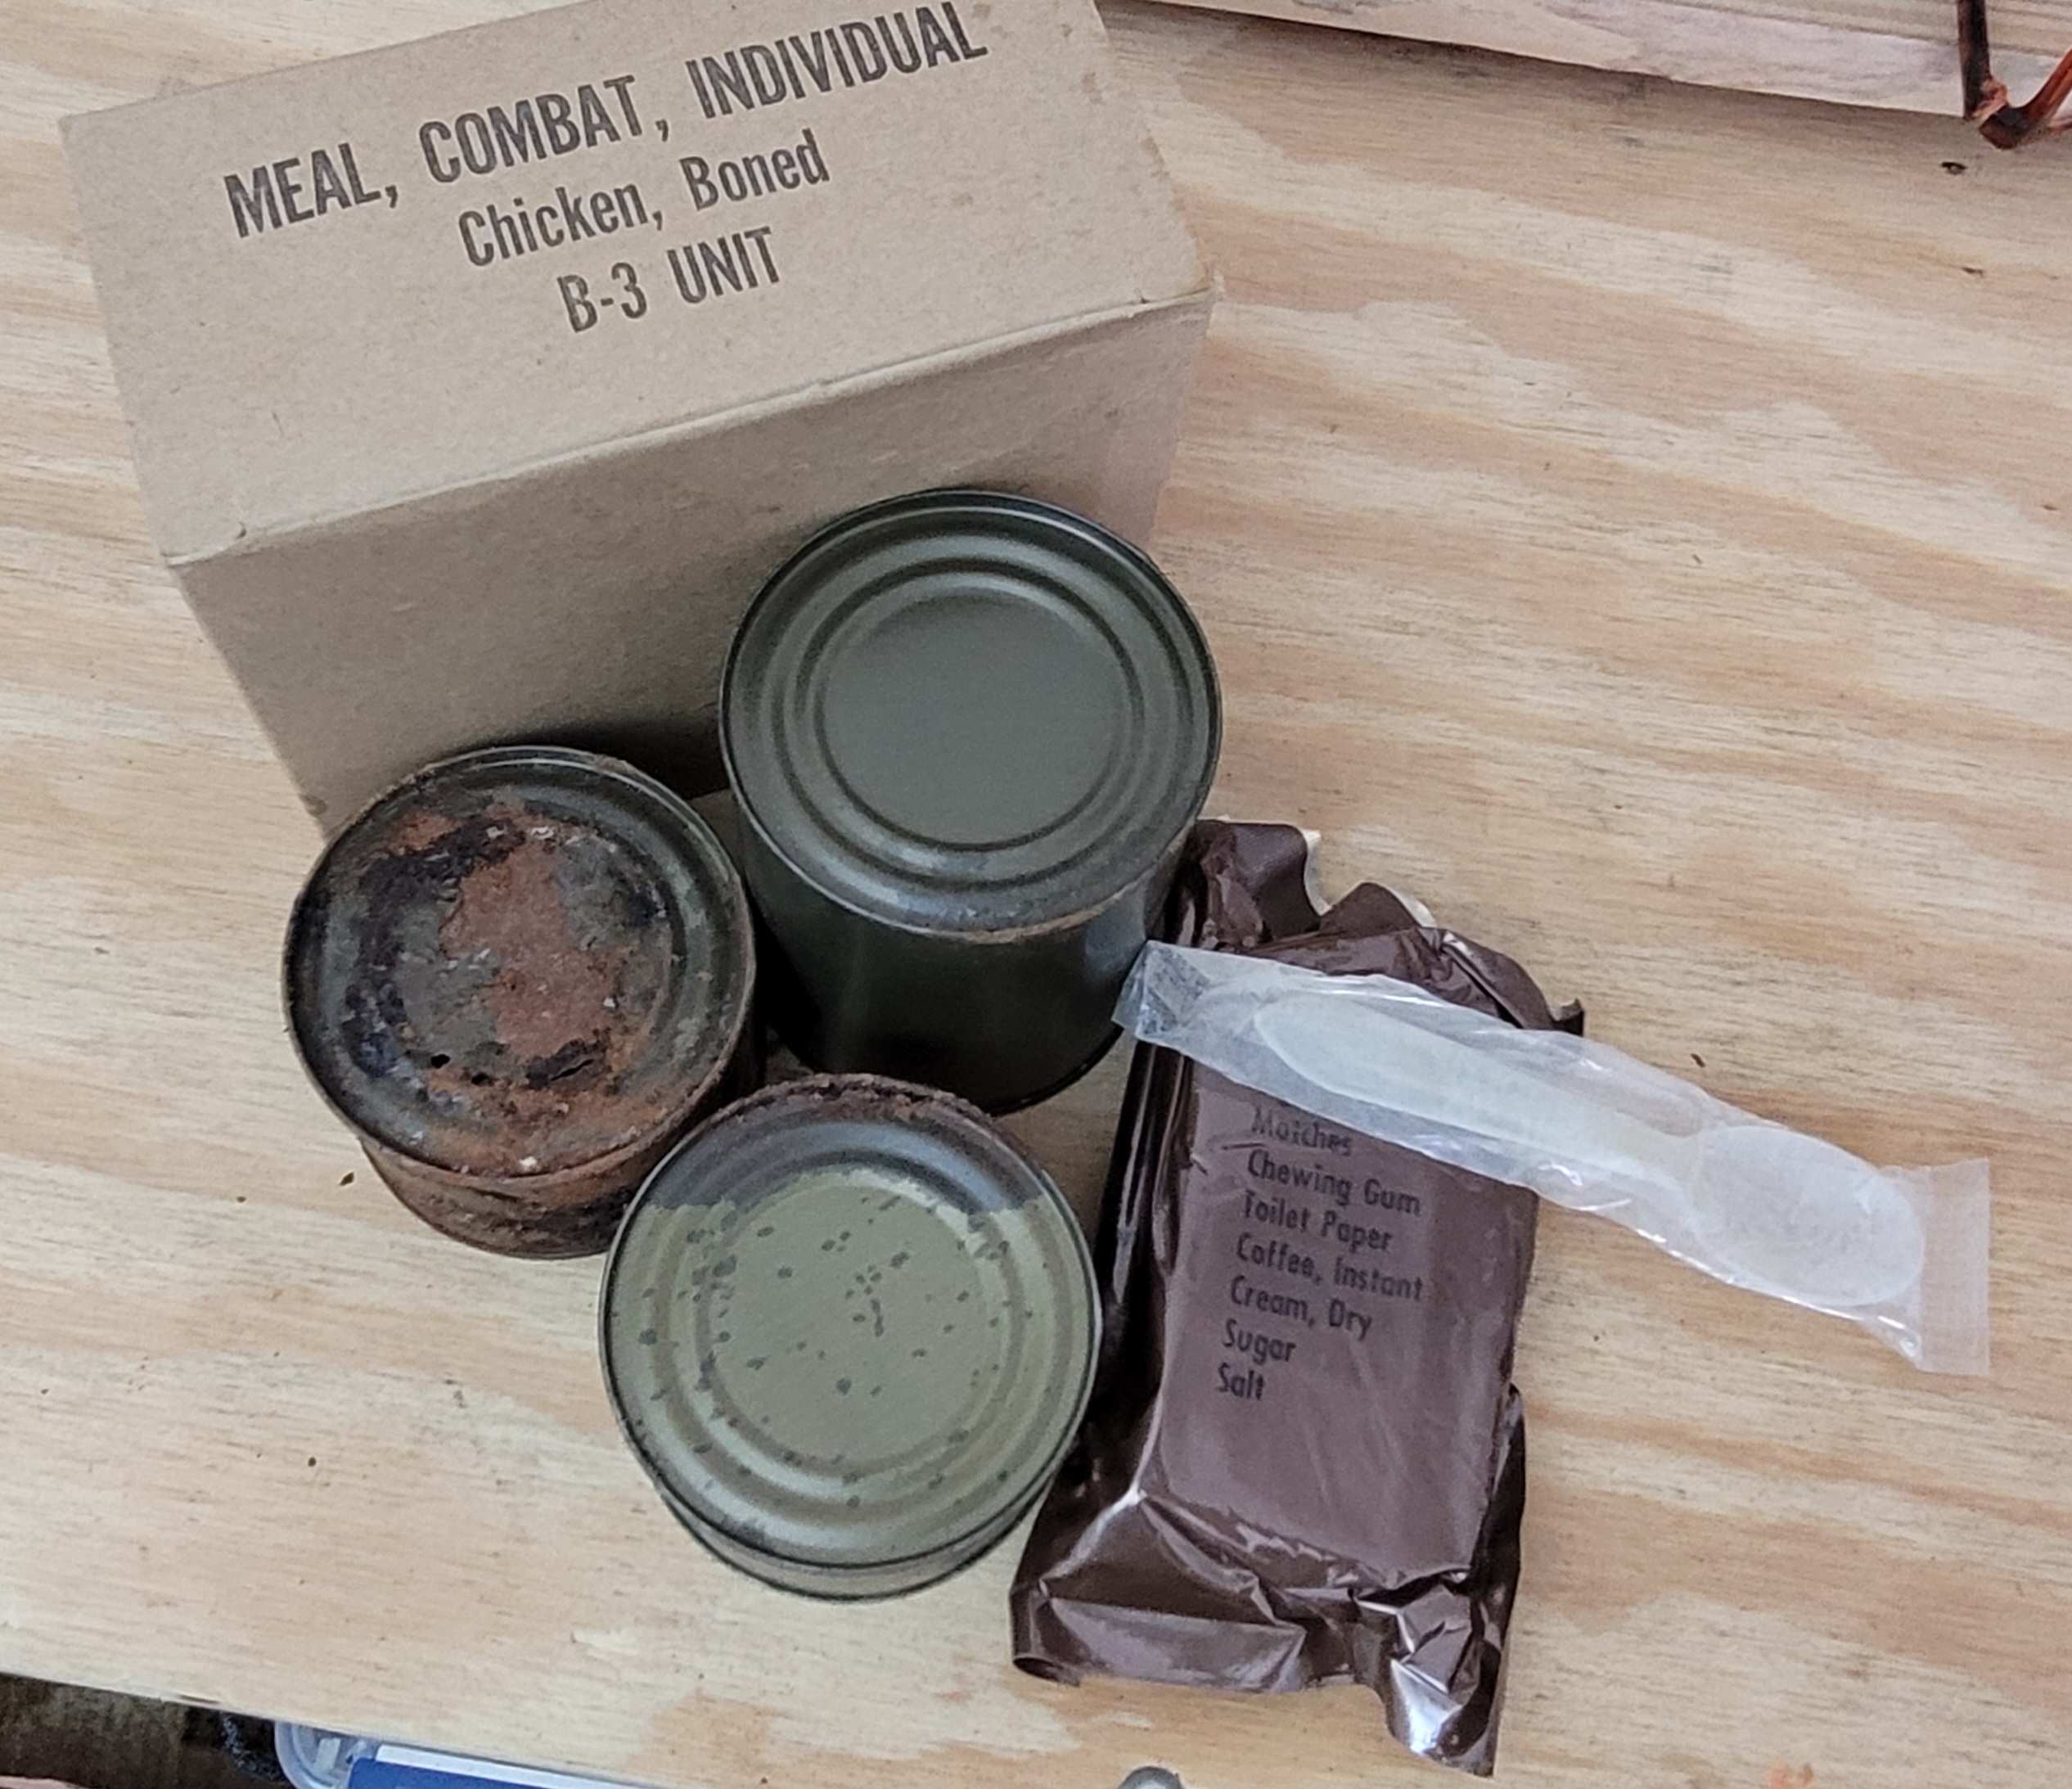 MEAL, COMBAT, INDIVIDUAL
Chicken, Boned
B-3 UNIT
Matches
Chewing Gum
Toilet Paper
Coffee, Instant
Cream, Dry
Sugar
Salt